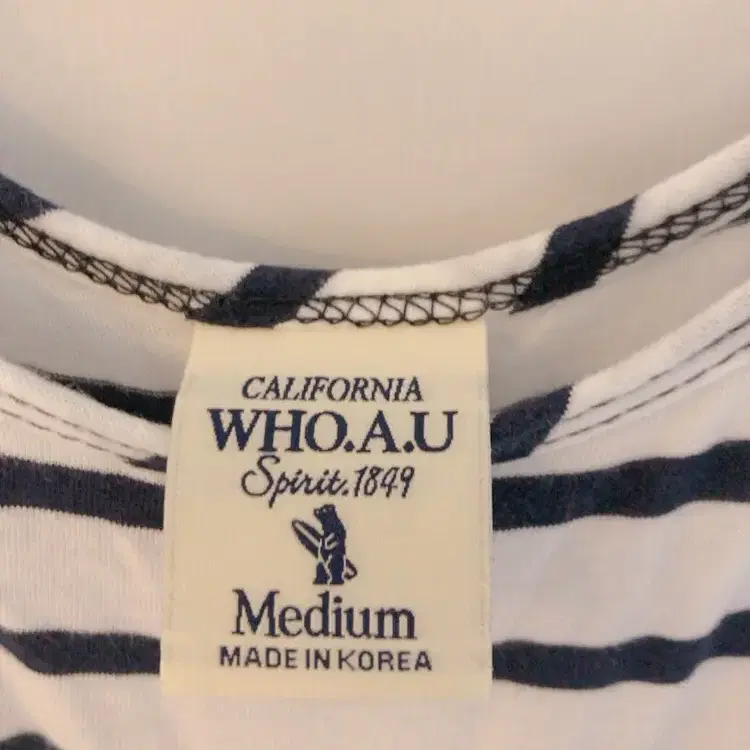 CALIFORNIA
WHO.A.U
Spirit.1849
Medium
MADE IN KOREA